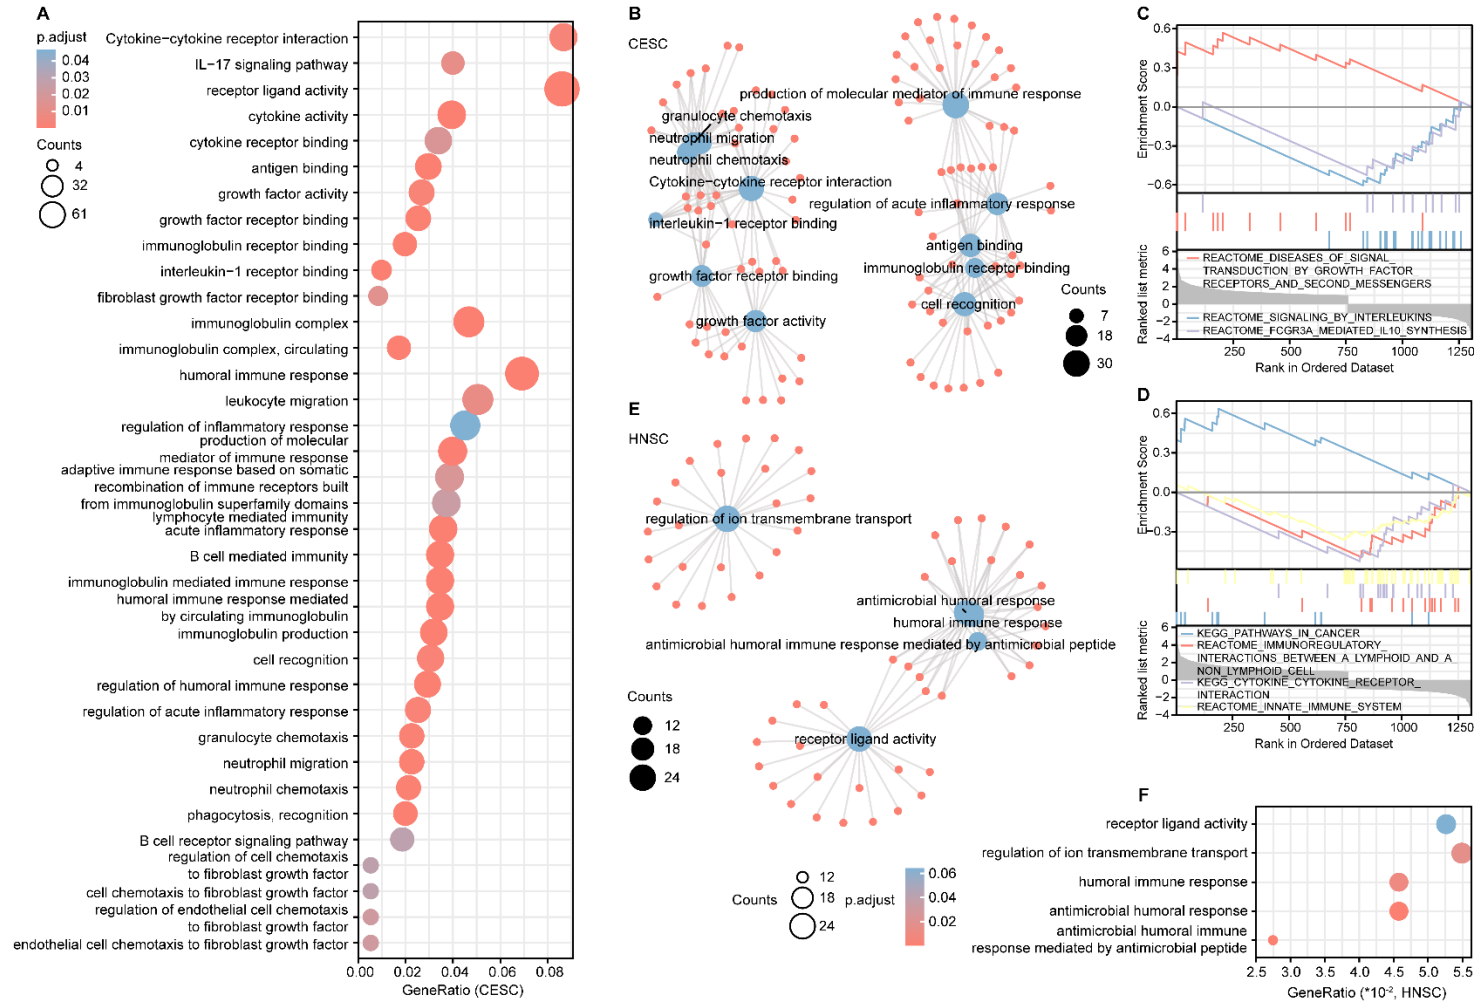 A
p.adjust
0.04
0.03
0.02
0.01
Counts
4
32
61
Cytokine−cytokine receptor interaction
IL−17 signaling pathway
receptor ligand activity
cytokine activity
cytokine receptor binding
antigen binding
growth factor activity
growth factor receptor binding
immunoglobulin receptor binding
interleukin−1 receptor binding
fibroblast growth factor receptor binding
immunoglobulin complex
immunoglobulin complex, circulating
humoral immune response
leukocyte migration
regulation of inflammatory response
production of molecular
mediator of immune response
adaptive immune response based on somatic
recombination of immune receptors built
from immunoglobulin superfamily domains
lymphocyte mediated immunity
acute inflammatory response
B cell mediated immunity
immunoglobulin mediated immune response
humoral immune response mediated
by circulating immunoglobulin
immunoglobulin production
cell recognition
regulation of humoral immune response
regulation of acute inflammatory response
granulocyte chemotaxis
neutrophil migration
neutrophil chemotaxis
phagocytosis, recognition
B cell receptor signaling pathway
regulation of cell chemotaxis
to fibroblast growth factor
cell chemotaxis to fibroblast growth factor
regulation of endothelial cell chemotaxis
to fibroblast growth factor
endothelial cell chemotaxis to fibroblast growth factor
0.00 0.02 0.04 0.06 0.08
GeneRatio (CESC)
B
CESC
production of molecular mediator of immune response
granulocyte chemotaxis
neutrophil migration
neutrophil chemotaxis
Cytokine−cytokine receptor interaction
regulation of acute inflammatory response
interleukin−1 receptor binding
antigen binding
immunoglobulin receptor binding
growth factor receptor binding
cell recognition
growth factor activity
Counts
7
18
30
C
Enrichment Score
0.6
0.3
0.0
−0.3
−0.6
Ranked list metric
6
4
2
0
−2
−4
REACTOME_DISEASES_OF_SIGNAL_
TRANSDUCTION_BY_GROWTH_FACTOR
RECEPTORS_AND_SECOND_MESSENGERS
REACTOME_SIGNALING_BY_INTERLEUKINS
REACTOME_FCGR3A_MEDIATED_IL10_SYNTHESIS
250 500 750 1000 1250
Rank in Ordered Dataset
D
Enrichment Score
0.6
0.3
0.0
−0.3
Ranked list metric
6
4
2
0
−2
−4
KEGG_PATHWAYS_IN_CANCER
REACTOME_IMMUNOREGULATORY_
INTERACTIONS_BETWEEN_A_LYMPHOID_AND_A
NON_LYMPHOID_CELL
KEGG_CYTOKINE_CYTOKINE_RECEPTOR_
INTERACTION
REACTOME_INNATE_IMMUNE_SYSTEM
250 500 750 1000 1250
Rank in Ordered Dataset
E
HNSC
regulation of ion transmembrane transport
antimicrobial humoral response
humoral immune response
antimicrobial humoral immune response mediated by antimicrobial peptide
receptor ligand activity
Counts
12
18
24
Counts
12
18
24
p.adjust
0.06
0.04
0.02
F
receptor ligand activity
regulation of ion transmembrane transport
humoral immune response
antimicrobial humoral response
antimicrobial humoral immune
response mediated by antimicrobial peptide
2.5 3.0 3.5 4.0 4.5 5.0 5.5
GeneRatio (*10-2, HNSC)